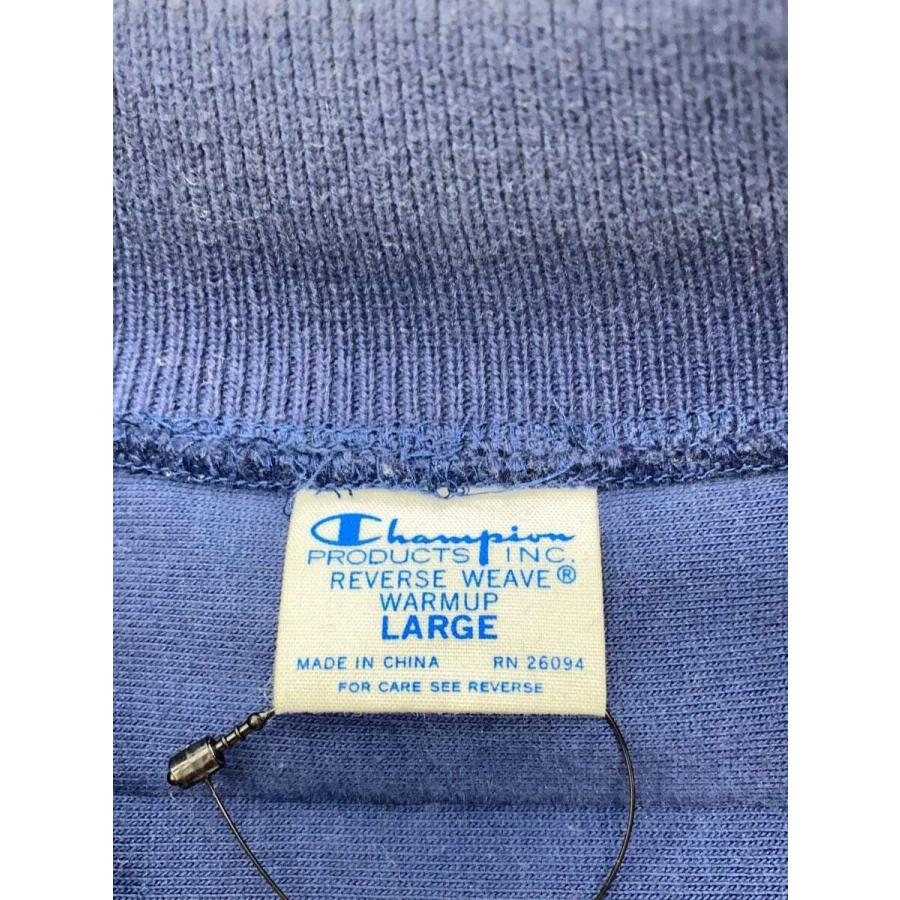 Champion
PRODUCTS INC.
REVERSE WEAVE®
WARMUP
LARGE
MADE IN CHINA RN 26094
FOR CARE SEE REVERSE